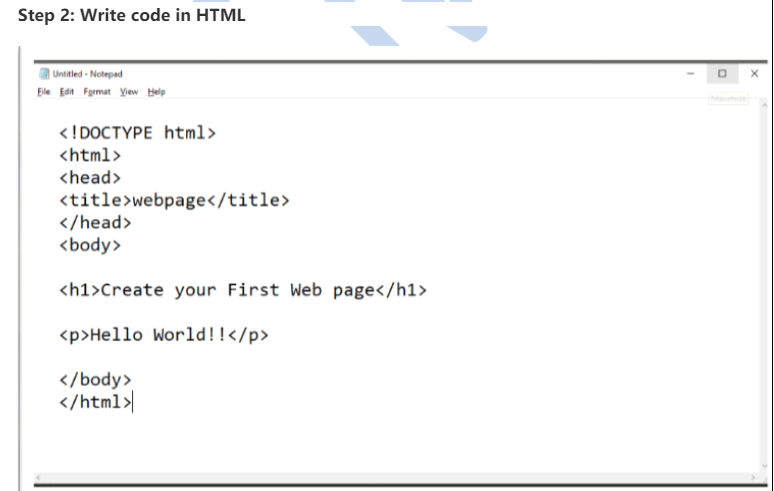 Step 2: Write code in HTML
Untitled - Notepad
File Edit Format View Help
Maximize
<!DOCTYPE html>
<html>
<head>
<title>webpage</title>
</head>
<body>
<h1>Create your First Web page</h1>
<p>Hello World!!</p>
</body>
</html>